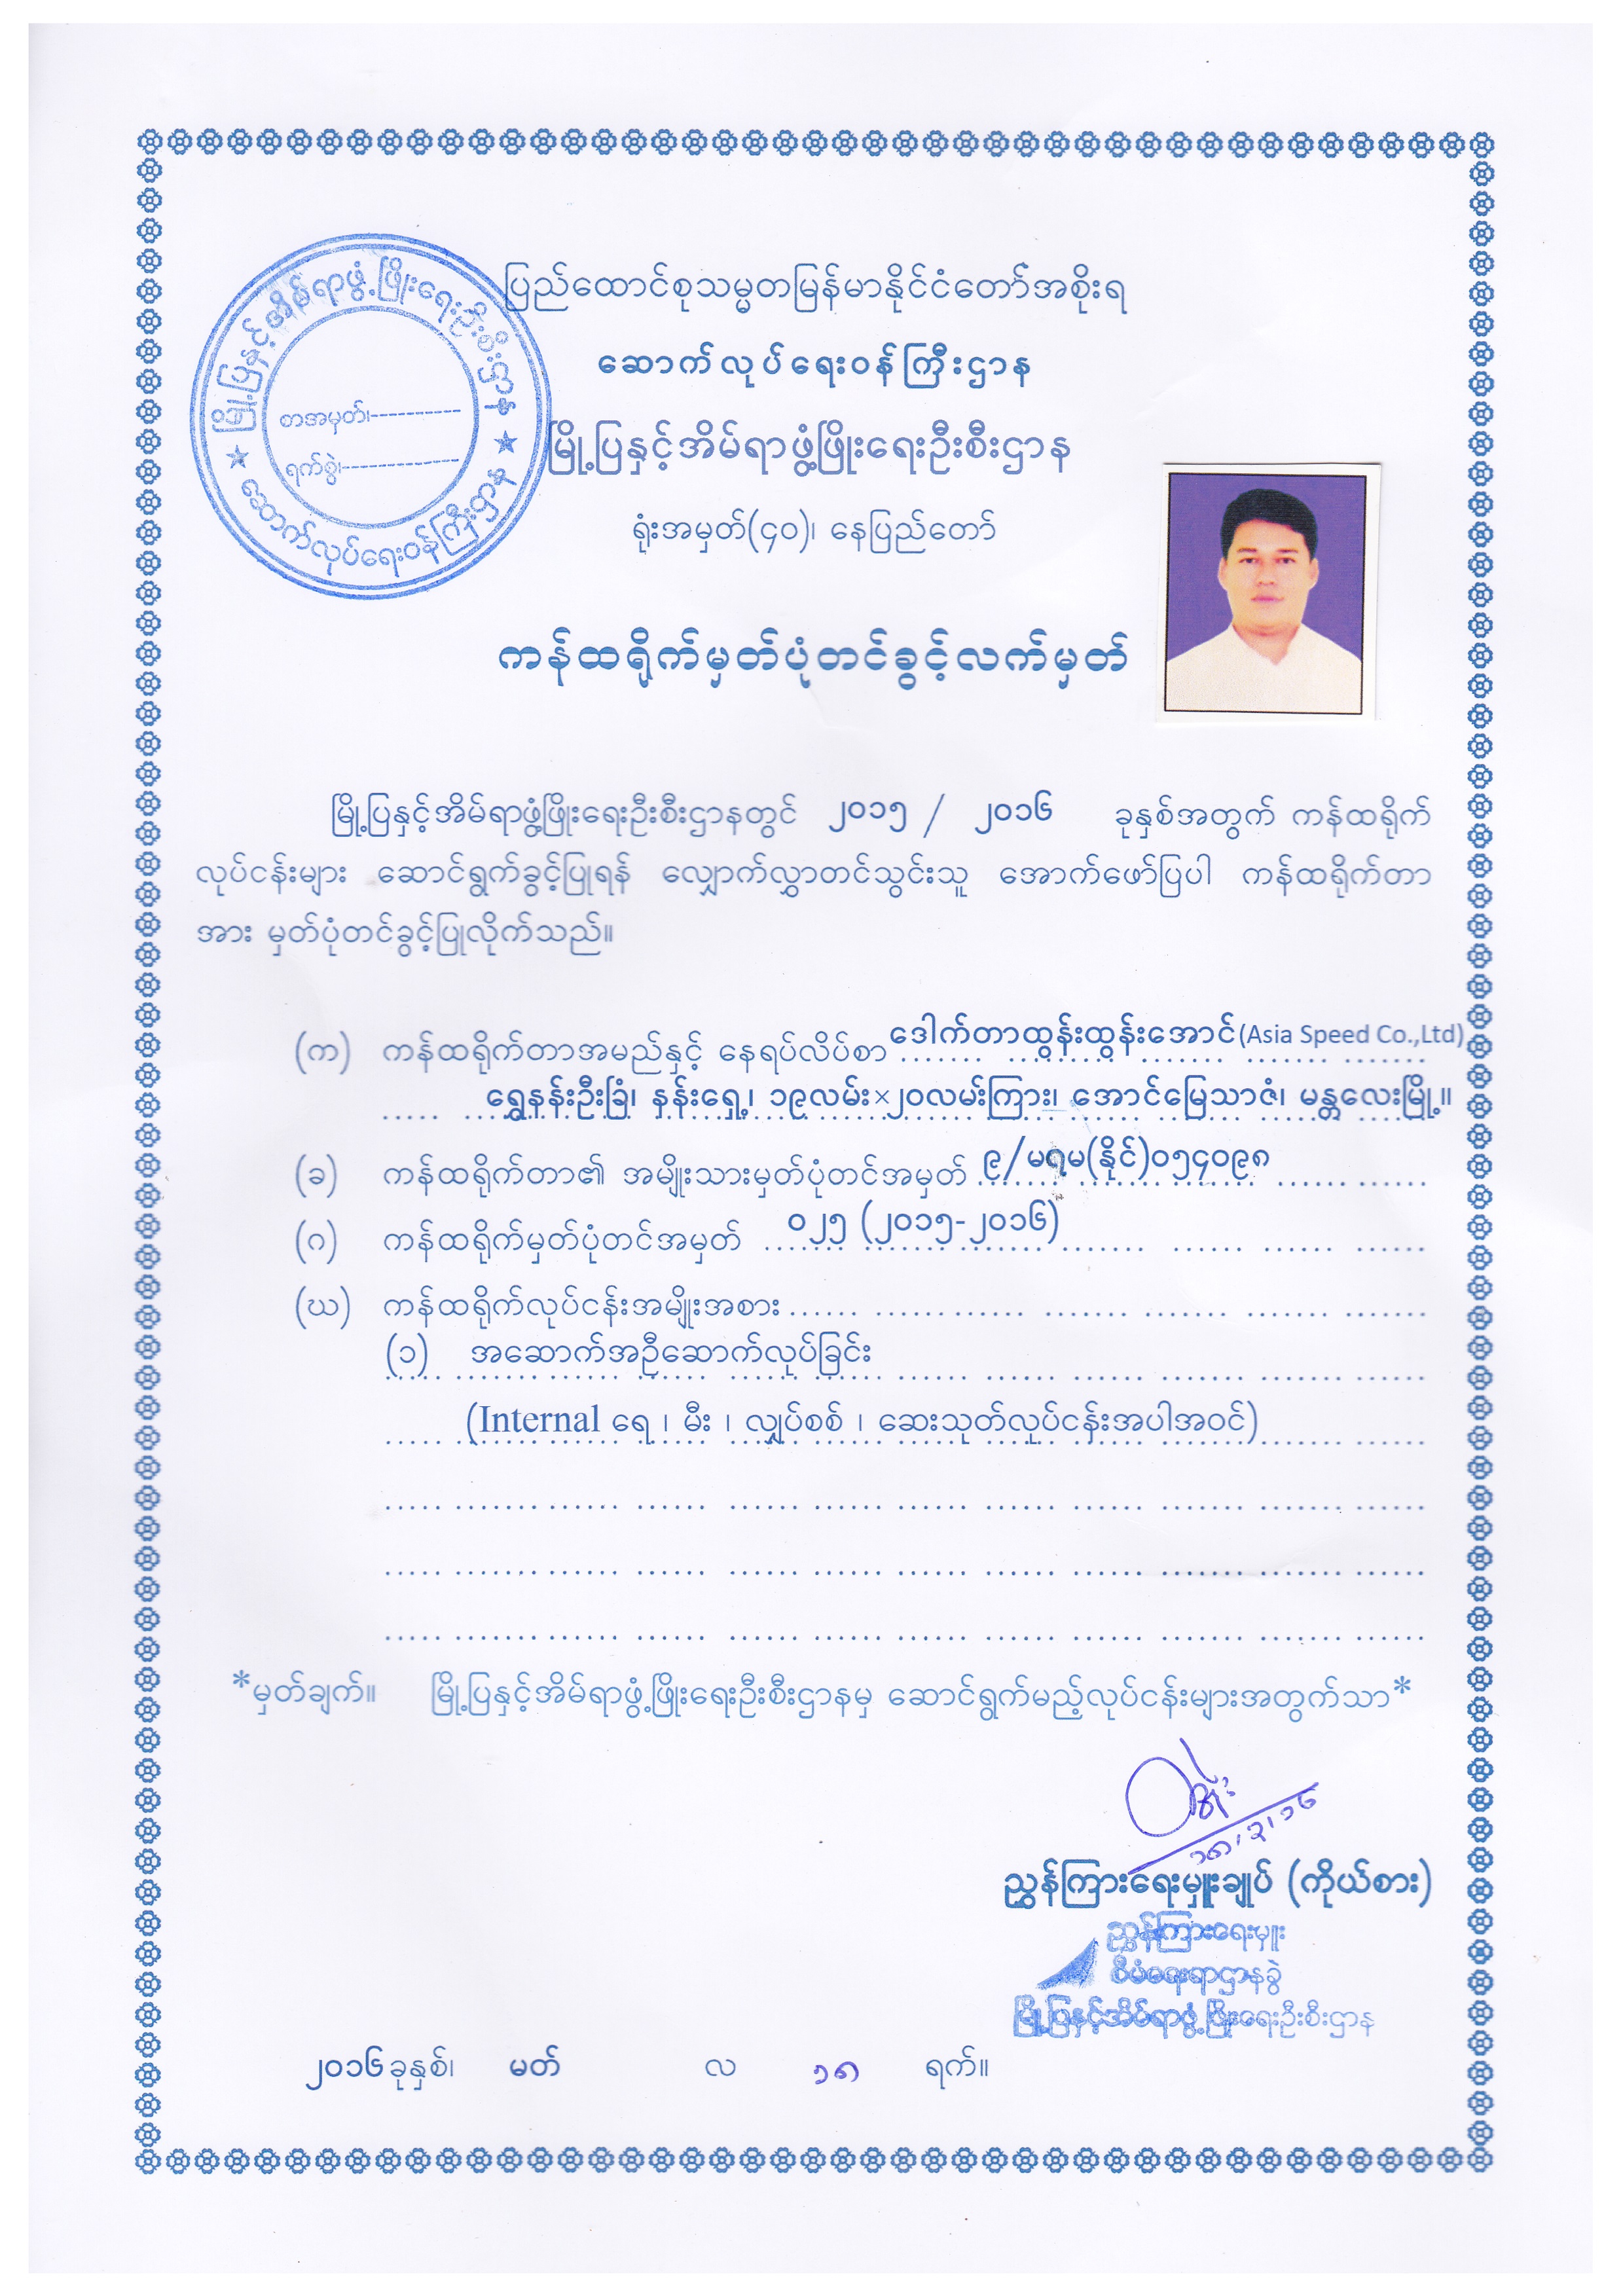 ပြည်ထောင်စုသမ္မတမြန်မာနိုင်ငံတော်အစိုးရ
ဆောက်လုပ်ရေးဝန်ကြီးဌာန
မြို့ပြနှင့်အိမ်ရာဖွံ့ဖြိုးရေးဦးစီးဌာန
ရုံးအမှတ်(၄၀)၊ နေပြည်တော်
မြို့ပြနှင့်အိမ်ရာဖွံ့ဖြိုးရေးဦးစီးဌာန
စာအမှတ်၊-----------
ရက်စွဲ၊--------------
★ ဆောက်လုပ်ရေးဝန်ကြီးဌာန ★
ကန်ထရိုက်မှတ်ပုံတင်ခွင့်လက်မှတ်
မြို့ပြနှင့်အိမ်ရာဖွံ့ဖြိုးရေးဦးစီးဌာနတွင် ၂၀၁၅ / ၂၀၁၆ ခုနှစ်အတွက် ကန်ထရိုက်
လုပ်ငန်းများ ဆောင်ရွက်ခွင့်ပြုရန် လျှောက်လွှာတင်သွင်းသူ အောက်ဖော်ပြပါ ကန်ထရိုက်တာ
အား မှတ်ပုံတင်ခွင့်ပြုလိုက်သည်။
(က) ကန်ထရိုက်တာအမည်နှင့် နေရပ်လိပ်စာ ဒေါက်တာထွန်းထွန်းအောင်(Asia Speed Co.,Ltd)
ရွှေနန်းဦးခြံ၊ နန်းရှေ့၊ ၁၉လမ်း×၂၀လမ်းကြား၊ အောင်မြေသာဇံ၊ မန္တလေးမြို့။
(ခ) ကန်ထရိုက်တာ၏ အမျိုးသားမှတ်ပုံတင်အမှတ် ၉/မရမ(နိုင်)၀၅၄၀၉၈
(ဂ) ကန်ထရိုက်မှတ်ပုံတင်အမှတ် ၀၂၅ (၂၀၁၅-၂၀၁၆)
(ဃ) ကန်ထရိုက်လုပ်ငန်းအမျိုးအစား
(၁) အဆောက်အဦဆောက်လုပ်ခြင်း
(Internal ရေ ၊ မီး ၊ လျှပ်စစ် ၊ ဆေးသုတ်လုပ်ငန်းအပါအဝင်)
*မှတ်ချက်။ မြို့ပြနှင့်အိမ်ရာဖွံ့ဖြိုးရေးဦးစီးဌာနမှ ဆောင်ရွက်မည့်လုပ်ငန်းများအတွက်သာ*
၁၈/၃/၁၆
ညွှန်ကြားရေးမှူးချုပ် (ကိုယ်စား)
ညွှန်ကြားရေးမှူး
စီမံရေးရာဌာနခွဲ
မြို့ပြနှင့်အိမ်ရာဖွံ့ဖြိုးရေးဦးစီးဌာန
၂၀၁၆ ခုနှစ်၊ မတ် လ ၁၈ ရက်။